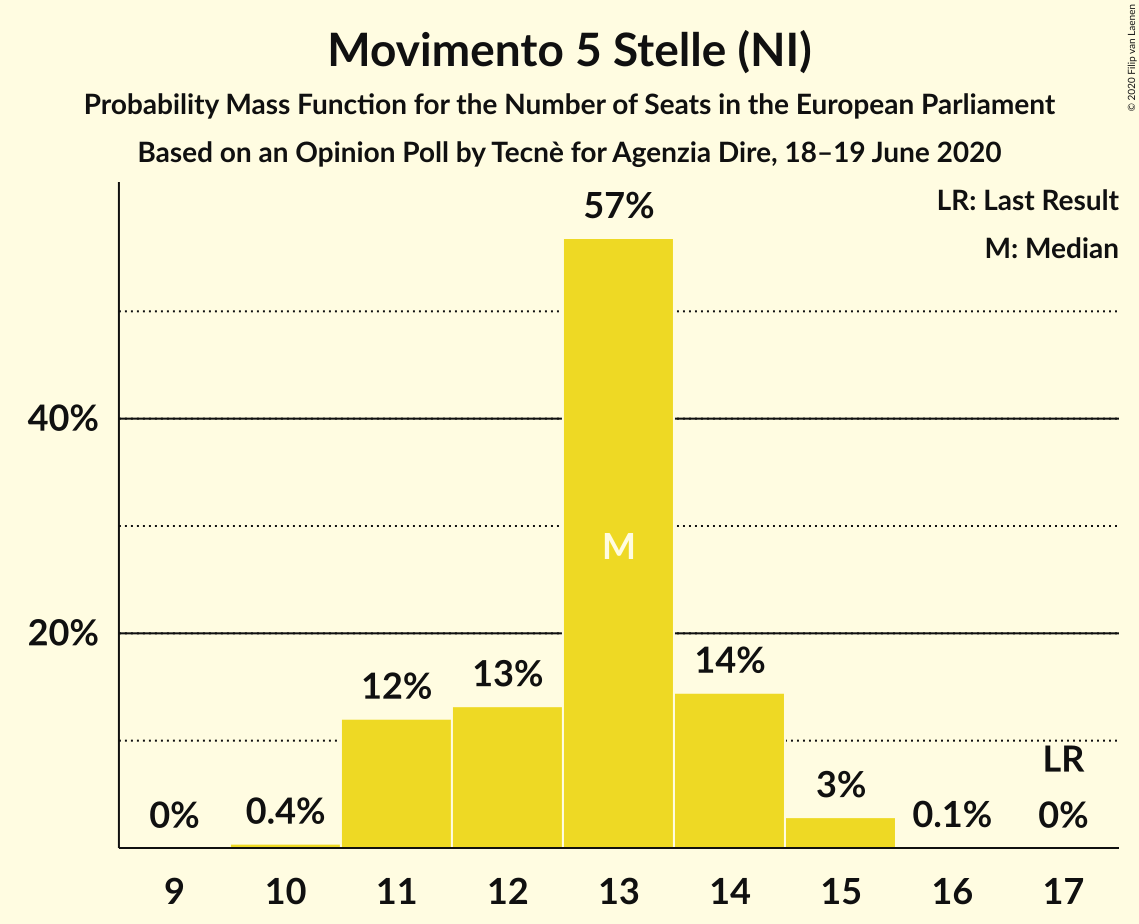 Movimento 5 Stelle (NI)
Probability Mass Function for the Number of Seats in the European Parliament
Based on an Opinion Poll by Tecnè for Agenzia Dire, 18–19 June 2020
© 2020 Filip van Laenen
LR: Last Result
M: Median
57%
40%
M
20%
14%
13%
12%
LR
3%
0%
0.4%
0.1%
0%
9 10 11 12 13 14 15 16 17